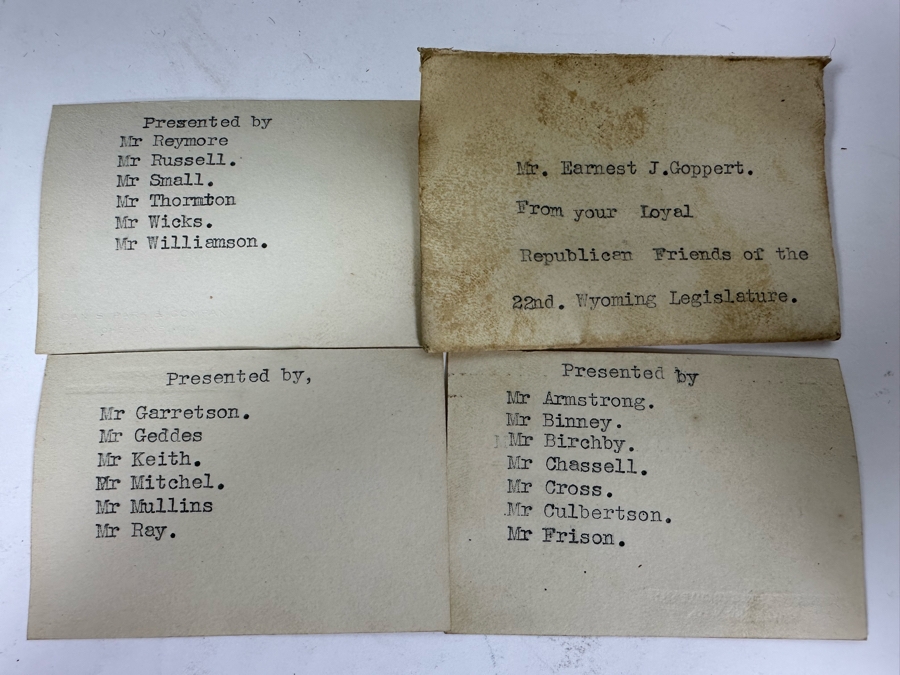 Presented by
Mr Reymore
Mr Russell.
Mr Small.
Mr Thornton
Mr Wicks.
Mr Williamson.
Mr. Earnest J.Goppert.
From your Loyal
Republican Friends of the
22nd. Wyoming Legislature.
Presented by,
Mr Garretson.
Mr Geddes
Mr Keith.
Mr Mitchel.
Mr Mullins
Mr Ray.
Presented by
Mr Armstrong.
Mr Binney.
Mr Birchby.
Mr Chassell.
Mr Cross.
Mr Culbertson.
Mr Frison.